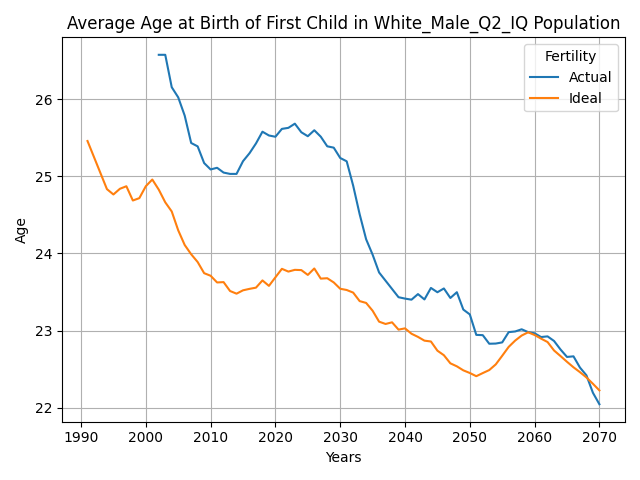 Average Age at Birth of First Child in White_Male_Q2_IQ Population
Fertility
Actual
Ideal
Age
26
25
24
23
22
1990 2000 2010 2020 2030 2040 2050 2060 2070
Years